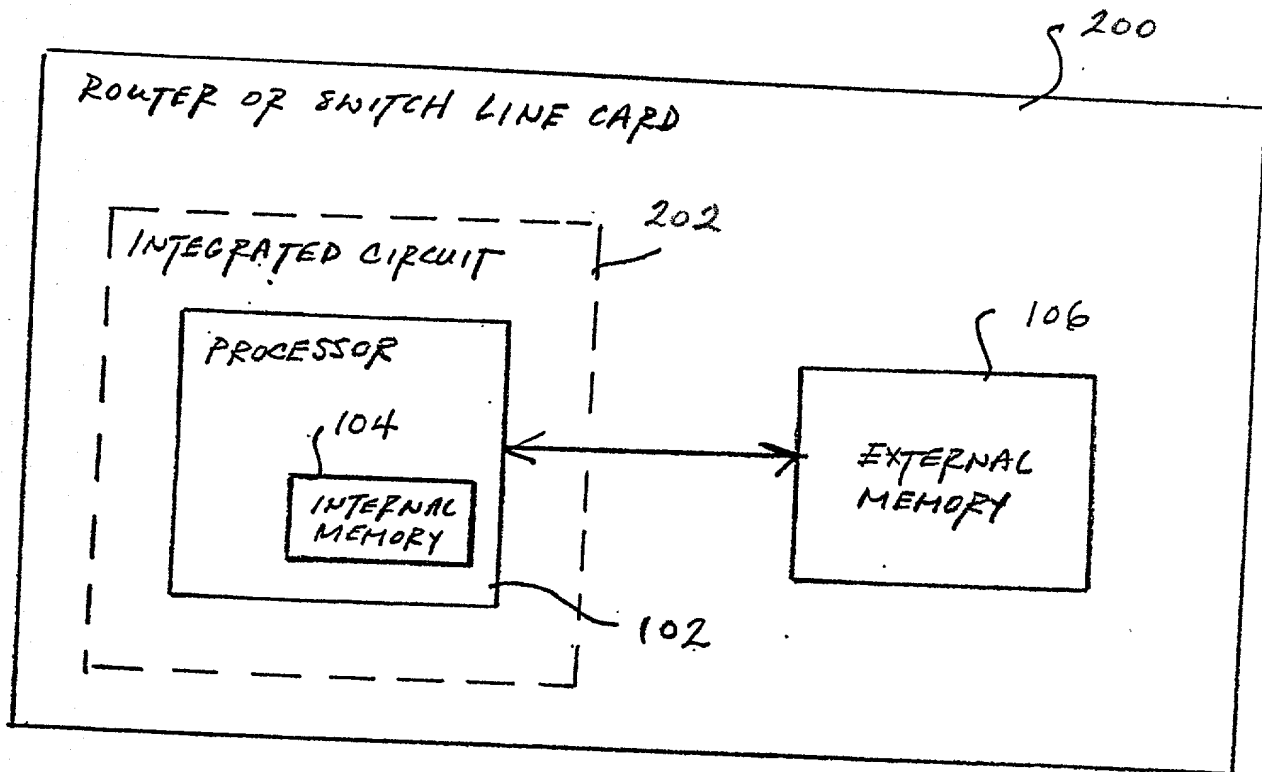 200
ROUTER OR SWITCH LINE CARD
202
INTEGRATED CIRCUIT
PROCESSOR
106
104
INTERNAL
MEMORY
EXTERNAL
MEMORY
102